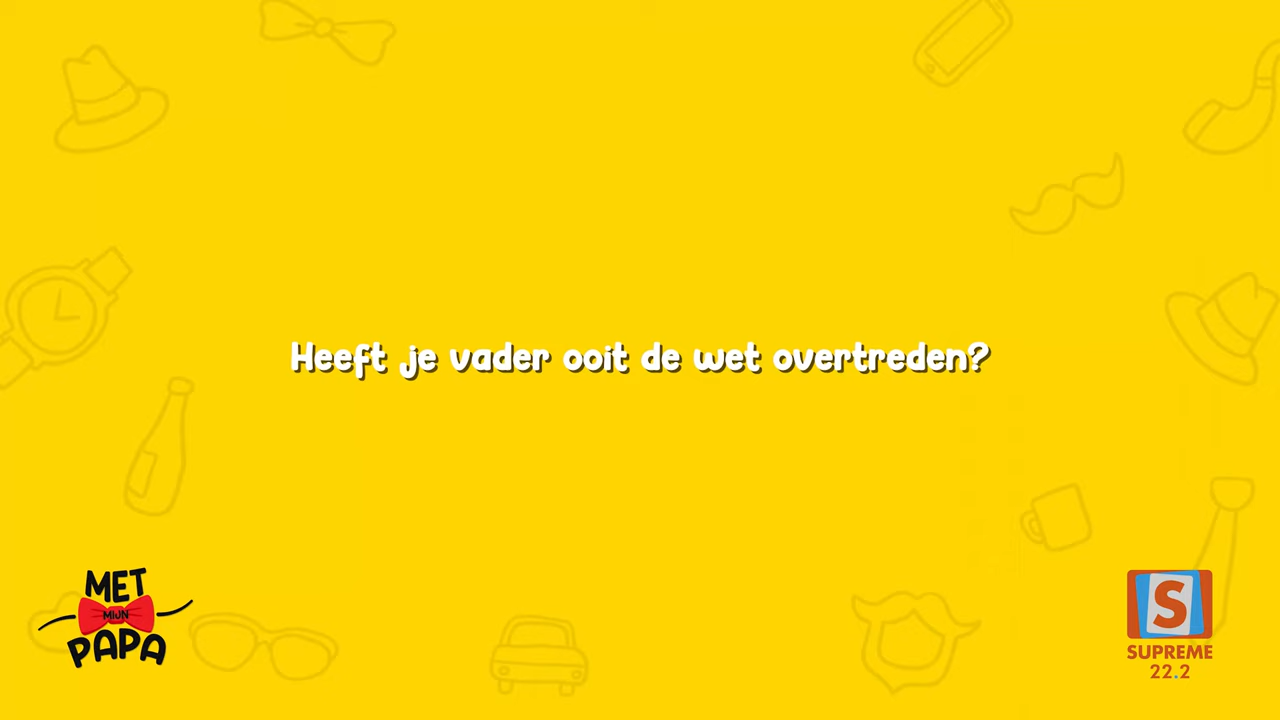 Heeft je vader ooit de wet overtreden?
MET
MIJN
PAPA
S
SUPREME
22.2